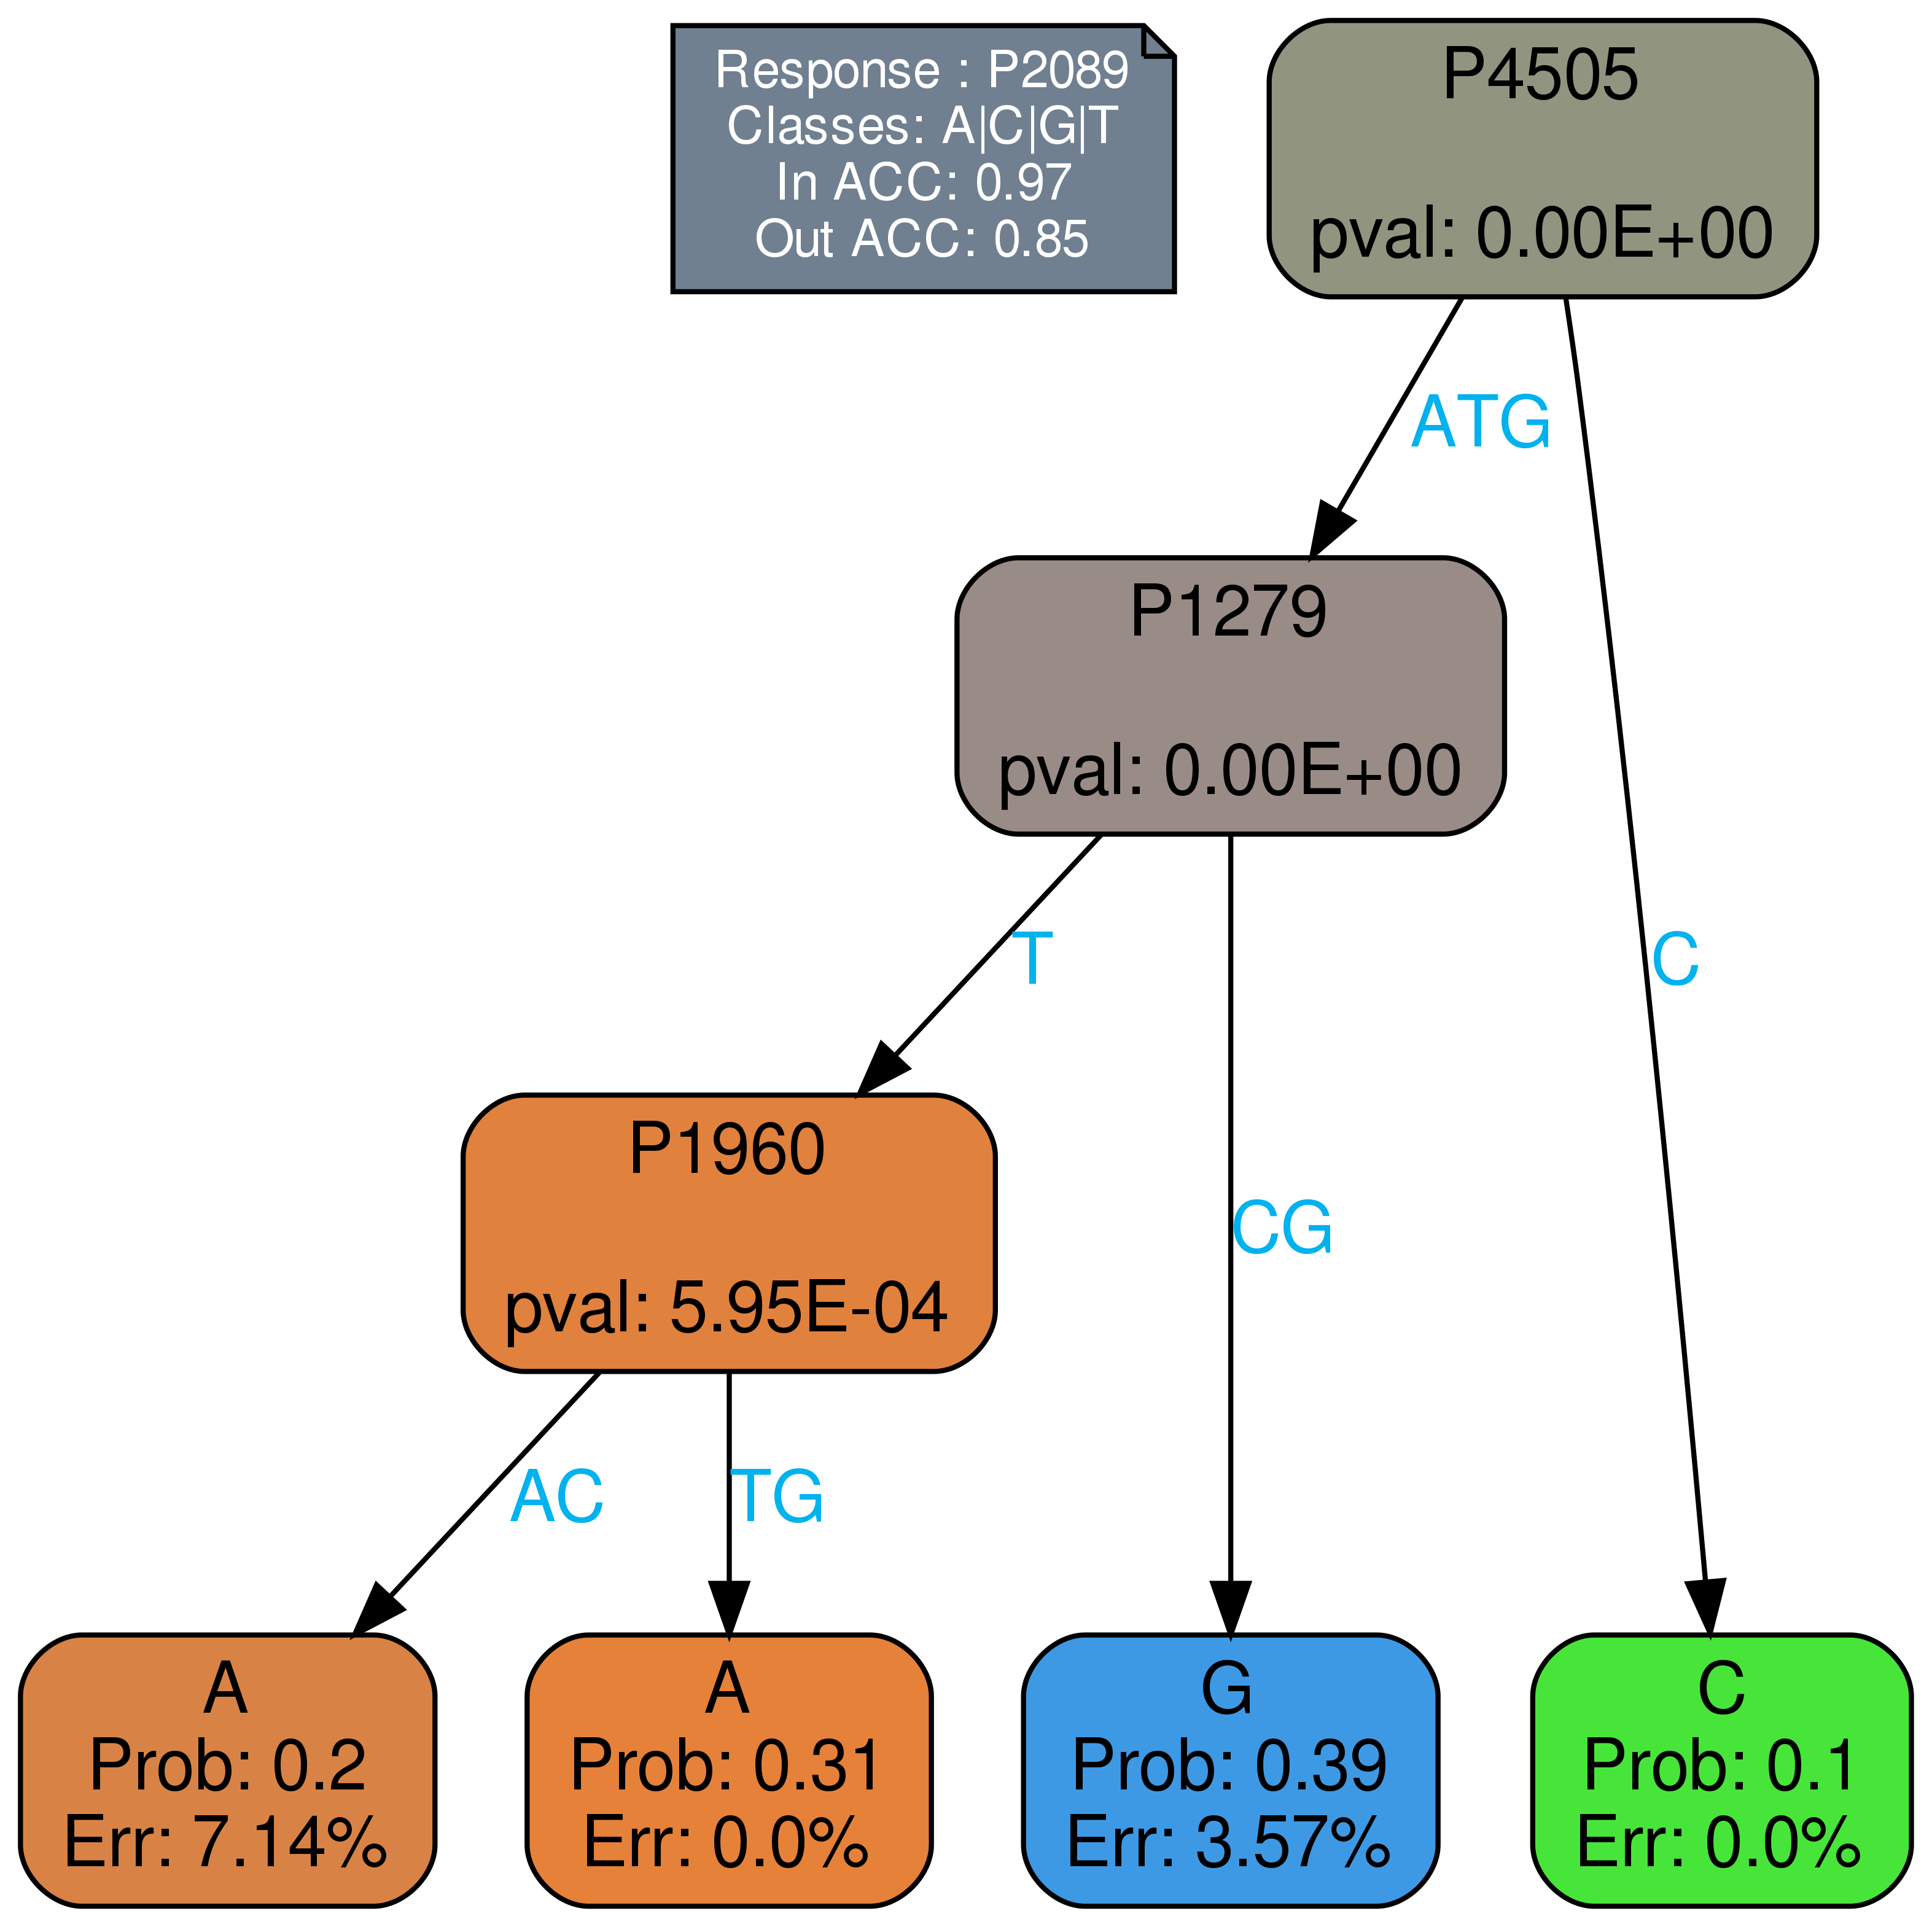 Response : P2089
Classes: A|C|G|T
In ACC: 0.97
Out ACC: 0.85
P4505
pval: 0.00E+00
ATG
P1279
pval: 0.00E+00
T
C
P1960
pval: 5.95E-04
CG
AC
TG
A
Prob: 0.2
Err: 7.14%
A
Prob: 0.31
Err: 0.0%
G
Prob: 0.39
Err: 3.57%
C
Prob: 0.1
Err: 0.0%